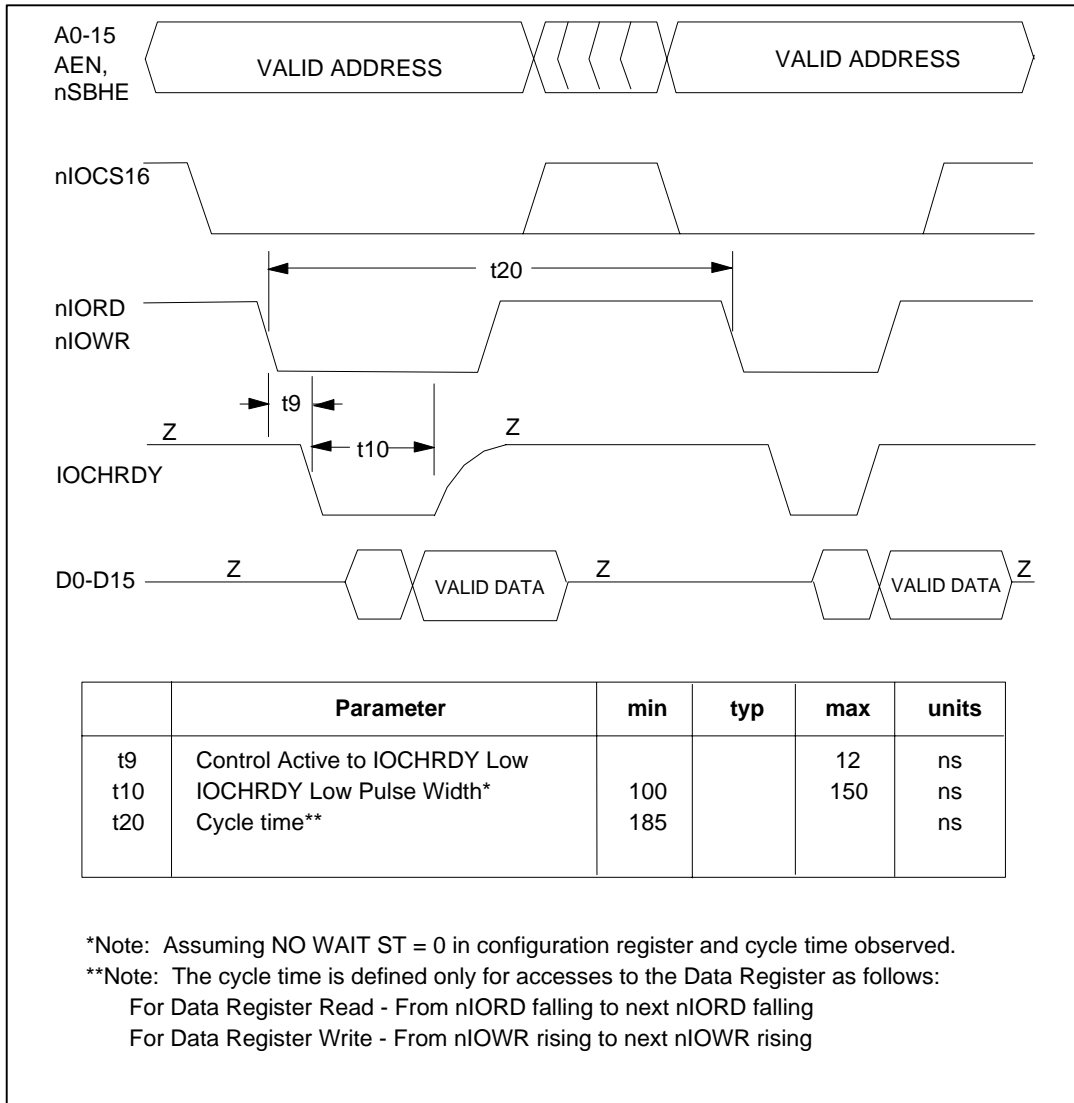 A0-15
AEN,
nSBHE
VALID ADDRESS
VALID ADDRESS
nIOCS16
t20
nIORD
nIOWR
t9
Z
t10
Z
IOCHRDY
D0-D15
Z
VALID DATA
Z
VALID DATA
Z
Parameter min typ max units
t9 Control Active to IOCHRDY Low 12 ns
t10 IOCHRDY Low Pulse Width* 100 150 ns
t20 Cycle time** 185 ns
*Note: Assuming NO WAIT ST = 0 in configuration register and cycle time observed.
**Note: The cycle time is defined only for accesses to the Data Register as follows:
For Data Register Read - From nIORD falling to next nIORD falling
For Data Register Write - From nIOWR rising to next nIOWR rising